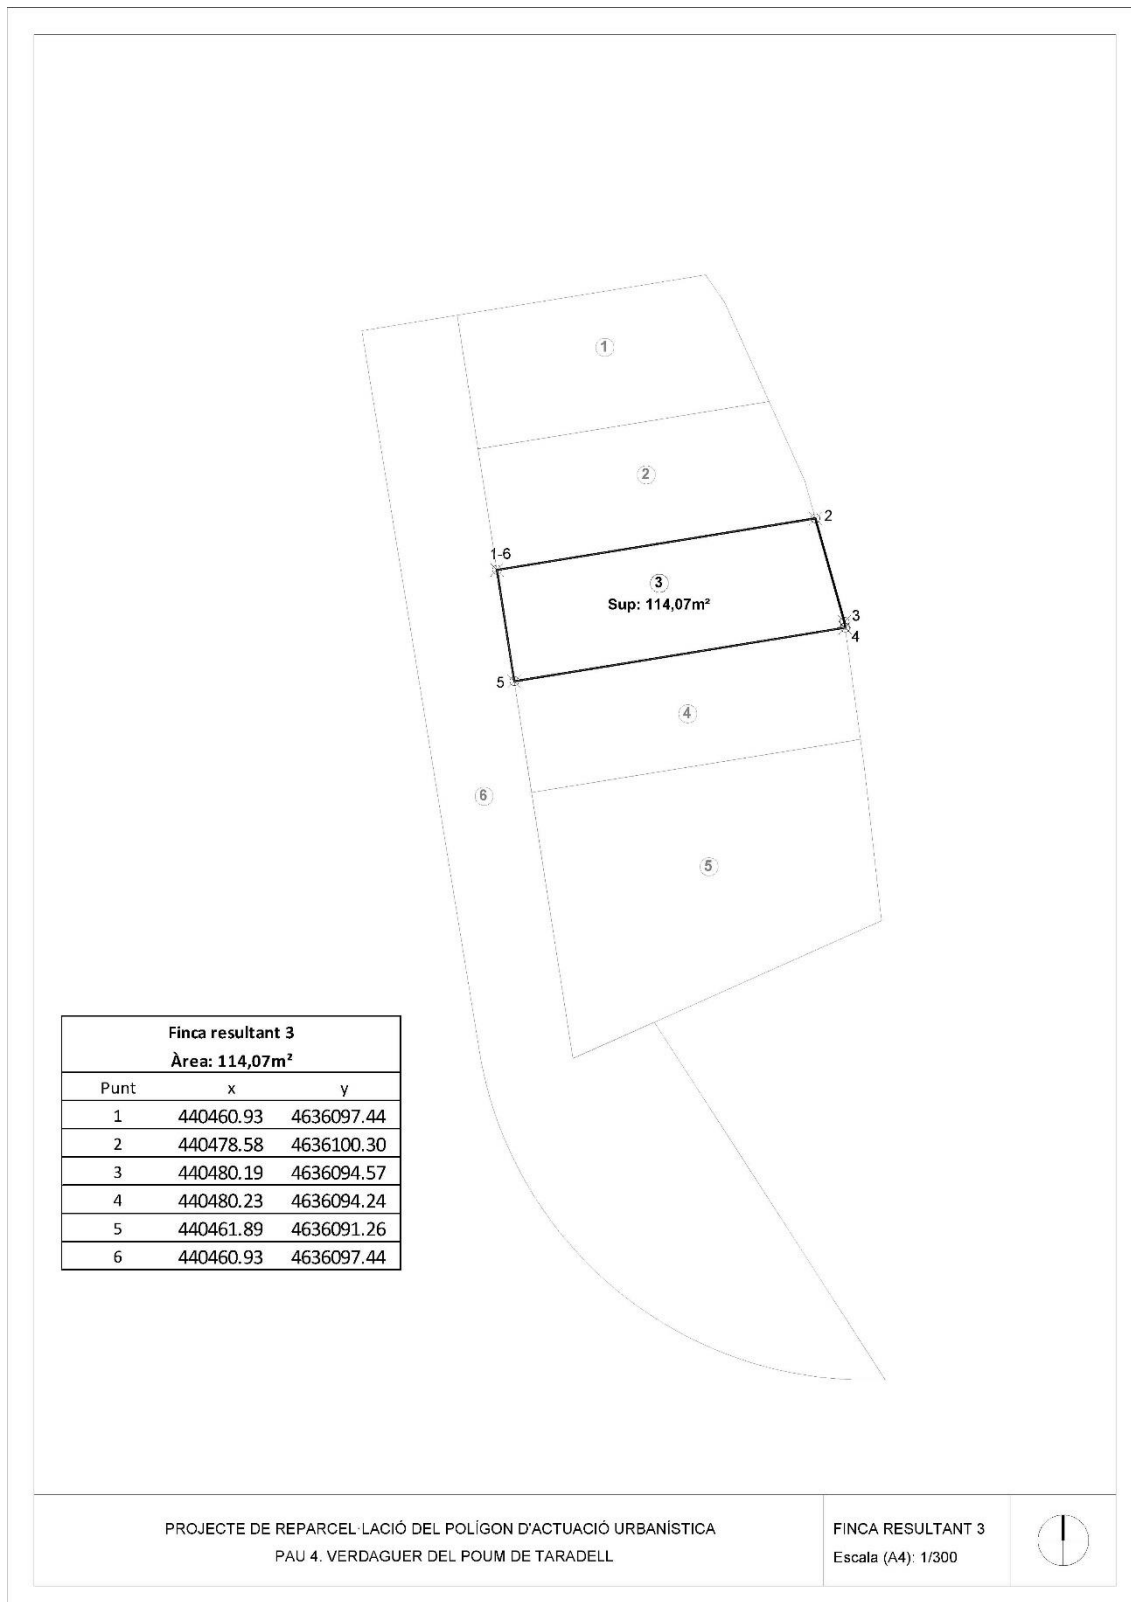 1
2
2
1-6
3
Sup: 114,07m²
3
4
5
4
6
5
Finca resultant 3
Àrea: 114,07m²
Punt x y
1 440460.93 4636097.44
2 440478.58 4636100.30
3 440480.19 4636094.57
4 440480.23 4636094.24
5 440461.89 4636091.26
6 440460.93 4636097.44
PROJECTE DE REPARCEL·LACIÓ DEL POLÍGON D'ACTUACIÓ URBANÍSTICA
PAU 4. VERDAGUER DEL POUM DE TARADELL
FINCA RESULTANT 3
Escala (A4): 1/300